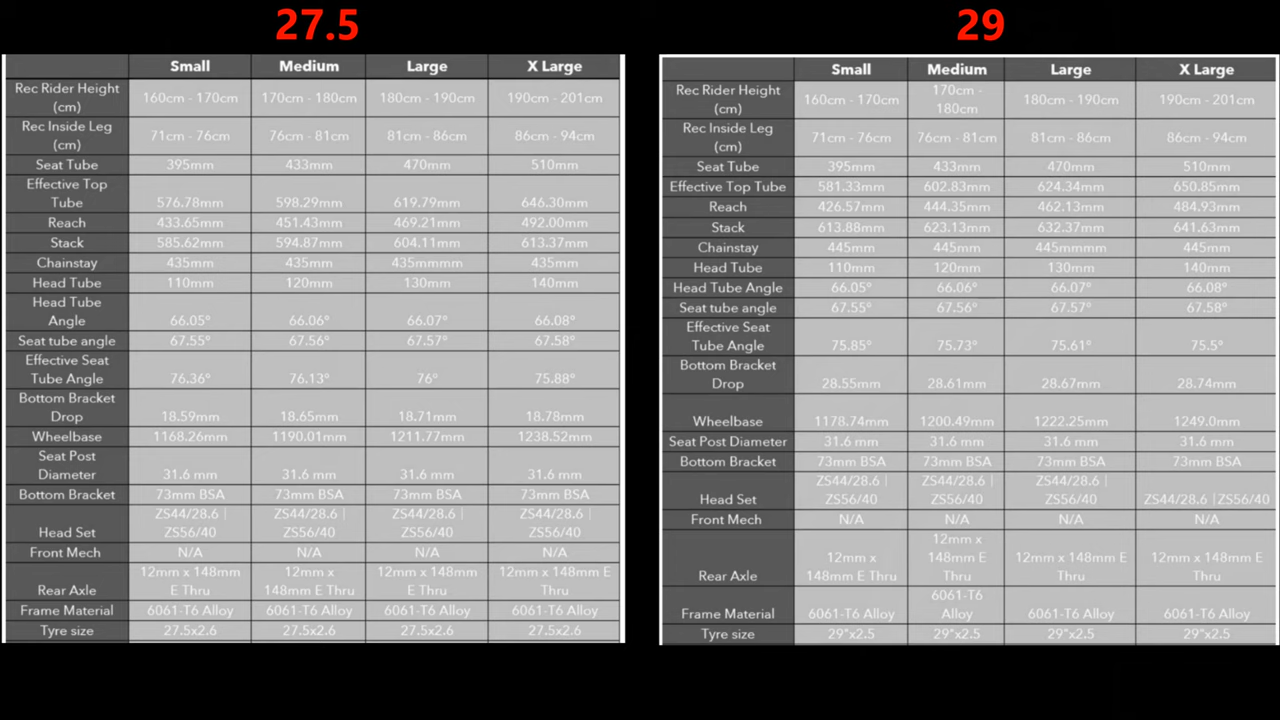 27.5
Small Medium Large X Large
Rec Rider Height (cm) 160cm - 170cm 170cm - 180cm 180cm - 190cm 190cm - 201cm
Rec Inside Leg (cm) 71cm - 76cm 76cm - 81cm 81cm - 86cm 86cm - 94cm
Seat Tube 395mm 433mm 470mm 510mm
Effective Top Tube 576.78mm 598.29mm 619.79mm 646.30mm
Reach 433.65mm 451.43mm 469.21mm 492.00mm
Stack 585.62mm 594.87mm 604.11mm 613.37mm
Chainstay 435mm 435mm 435mmmm 435mm
Head Tube 110mm 120mm 130mm 140mm
Head Tube Angle 66.05° 66.06° 66.07° 66.08°
Seat tube angle 67.55° 67.56° 67.57° 67.58°
Effective Seat Tube Angle 76.36° 76.13° 76° 75.88°
Bottom Bracket Drop 18.59mm 18.65mm 18.71mm 18.78mm
Wheelbase 1168.26mm 1190.01mm 1211.77mm 1238.52mm
Seat Post Diameter 31.6 mm 31.6 mm 31.6 mm 31.6 mm
Bottom Bracket 73mm BSA 73mm BSA 73mm BSA 73mm BSA
Head Set ZS44/28.6 | ZS56/40 ZS44/28.6 | ZS56/40 ZS44/28.6 | ZS56/40 ZS44/28.6 | ZS56/40
Front Mech N/A N/A N/A N/A
Rear Axle 12mm x 148mm E Thru 12mm x 148mm E Thru 12mm x 148mm E Thru 12mm x 148mm E Thru
Frame Material 6061-T6 Alloy 6061-T6 Alloy 6061-T6 Alloy 6061-T6 Alloy
Tyre size 27.5x2.6 27.5x2.6 27.5x2.6 27.5x2.6
29
Small Medium Large X Large
Rec Rider Height (cm) 160cm - 170cm 170cm - 180cm 180cm - 190cm 190cm - 201cm
Rec Inside Leg (cm) 71cm - 76cm 76cm - 81cm 81cm - 86cm 86cm - 94cm
Seat Tube 395mm 433mm 470mm 510mm
Effective Top Tube 581.33mm 602.83mm 624.34mm 650.85mm
Reach 426.57mm 444.35mm 462.13mm 484.93mm
Stack 613.88mm 623.13mm 632.37mm 641.63mm
Chainstay 445mm 445mm 445mmmm 445mm
Head Tube 110mm 120mm 130mm 140mm
Head Tube Angle 66.05° 66.06° 66.07° 66.08°
Seat tube angle 67.55° 67.56° 67.57° 67.58°
Effective Seat Tube Angle 75.85° 75.73° 75.61° 75.5°
Bottom Bracket Drop 28.55mm 28.61mm 28.67mm 28.74mm
Wheelbase 1178.74mm 1200.49mm 1222.25mm 1249.0mm
Seat Post Diameter 31.6 mm 31.6 mm 31.6 mm 31.6 mm
Bottom Bracket 73mm BSA 73mm BSA 73mm BSA 73mm BSA
Head Set ZS44/28.6 | ZS56/40 ZS44/28.6 | ZS56/40 ZS44/28.6 | ZS56/40 ZS44/28.6 |ZS56/40
Front Mech N/A N/A N/A N/A
Rear Axle 12mm x 148mm E Thru 12mm x 148mm E Thru 12mm x 148mm E Thru 12mm x 148mm E Thru
Frame Material 6061-T6 Alloy 6061-T6 Alloy 6061-T6 Alloy 6061-T6 Alloy
Tyre size 29"x2.5 29"x2.5 29"x2.5 29"x2.5